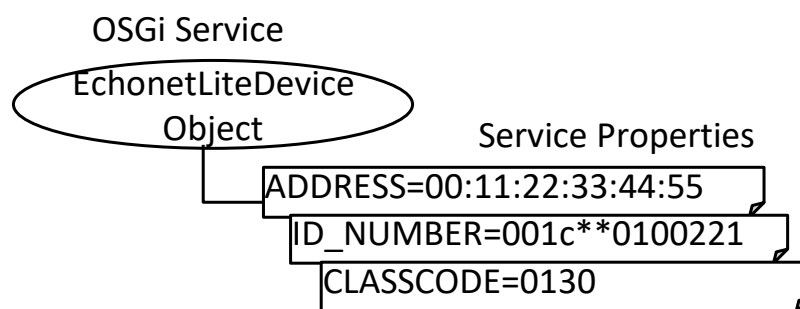 OSGi Service
EchonetLiteDevice
Object
Service Properties
ADDRESS=00:11:22:33:44:55
ID_NUMBER=001c**0100221
CLASSCODE=0130